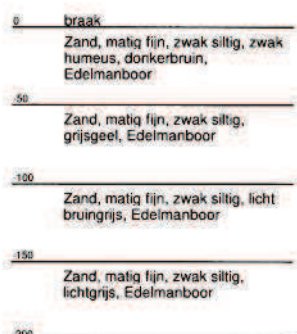 0 braak
Zand, matig fijn, zwak siltig, zwak
humeus, donkerbruin,
Edelmanboor
-50
Zand, matig fijn, zwak siltig,
grijsgeel, Edelmanboor
-100
Zand, matig fijn, zwak siltig, licht
bruingrijs, Edelmanboor
-150
Zand, matig fijn, zwak siltig,
lichtgrijs, Edelmanboor
-200